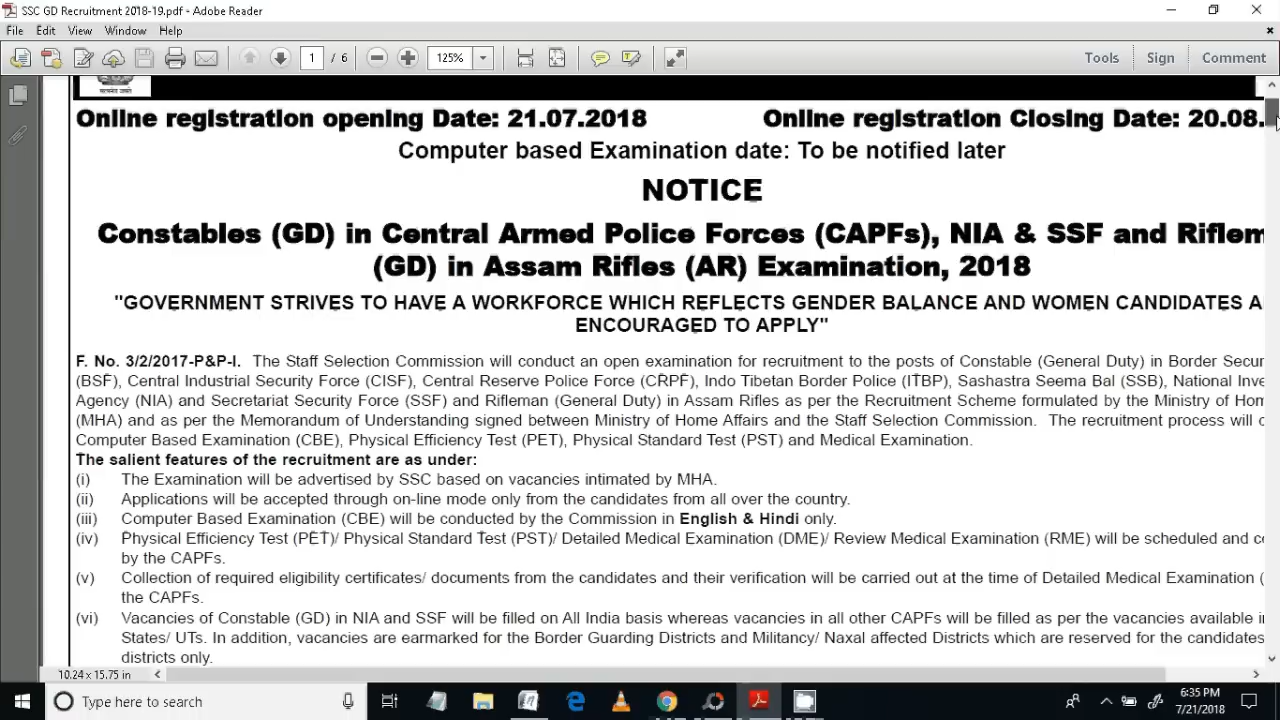 SSC GD Recruitment 2018-19.pdf - Adobe Reader
File Edit View Window Help
1 / 6 125% Tools Sign Comment
सत्यमेव जयते
Online registration opening Date: 21.07.2018 Online registration Closing Date: 20.08.
Computer based Examination date: To be notified later
NOTICE
Constables (GD) in Central Armed Police Forces (CAPFs), NIA & SSF and Riflem
(GD) in Assam Rifles (AR) Examination, 2018
"GOVERNMENT STRIVES TO HAVE A WORKFORCE WHICH REFLECTS GENDER BALANCE AND WOMEN CANDIDATES A
ENCOURAGED TO APPLY"
F. No. 3/2/2017-P&P-I. The Staff Selection Commission will conduct an open examination for recruitment to the posts of Constable (General Duty) in Border Secur
(BSF), Central Industrial Security Force (CISF), Central Reserve Police Force (CRPF), Indo Tibetan Border Police (ITBP), Sashastra Seema Bal (SSB), National Inve
Agency (NIA) and Secretariat Security Force (SSF) and Rifleman (General Duty) in Assam Rifles as per the Recruitment Scheme formulated by the Ministry of Hom
(MHA) and as per the Memorandum of Understanding signed between Ministry of Home Affairs and the Staff Selection Commission. The recruitment process will c
Computer Based Examination (CBE), Physical Efficiency Test (PET), Physical Standard Test (PST) and Medical Examination.
The salient features of the recruitment are as under:
(i) The Examination will be advertised by SSC based on vacancies intimated by MHA.
(ii) Applications will be accepted through on-line mode only from the candidates from all over the country.
(iii) Computer Based Examination (CBE) will be conducted by the Commission in English & Hindi only.
(iv) Physical Efficiency Test (PET)/ Physical Standard Test (PST)/ Detailed Medical Examination (DME)/ Review Medical Examination (RME) will be scheduled and co
by the CAPFs.
(v) Collection of required eligibility certificates/ documents from the candidates and their verification will be carried out at the time of Detailed Medical Examination (
the CAPFs.
(vi) Vacancies of Constable (GD) in NIA and SSF will be filled on All India basis whereas vacancies in all other CAPFs will be filled as per the vacancies available i
States/ UTs. In addition, vacancies are earmarked for the Border Guarding Districts and Militancy/ Naxal affected Districts which are reserved for the candidates
districts only.
10.24 x 15.75 in
Type here to search
6:35 PM
7/21/2018